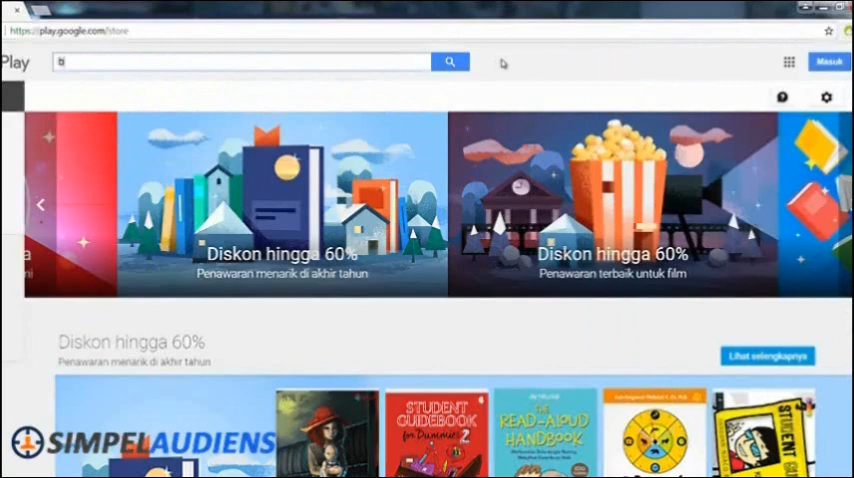 https://play.google.com/store
Play
b
Masuk
Diskon hingga 60%
Penawaran menarik di akhir tahun
Diskon hingga 60%
Penawaran terbaik untuk film
Diskon hingga 60%
Penawaran menarik di akhir tahun
Lihat selengkapnya
STUDENT
GUIDEBOOK
for Dummies 2
THE
READ-ALOUD
HANDBOOK
STUDENT
SIMPELAUDIENS